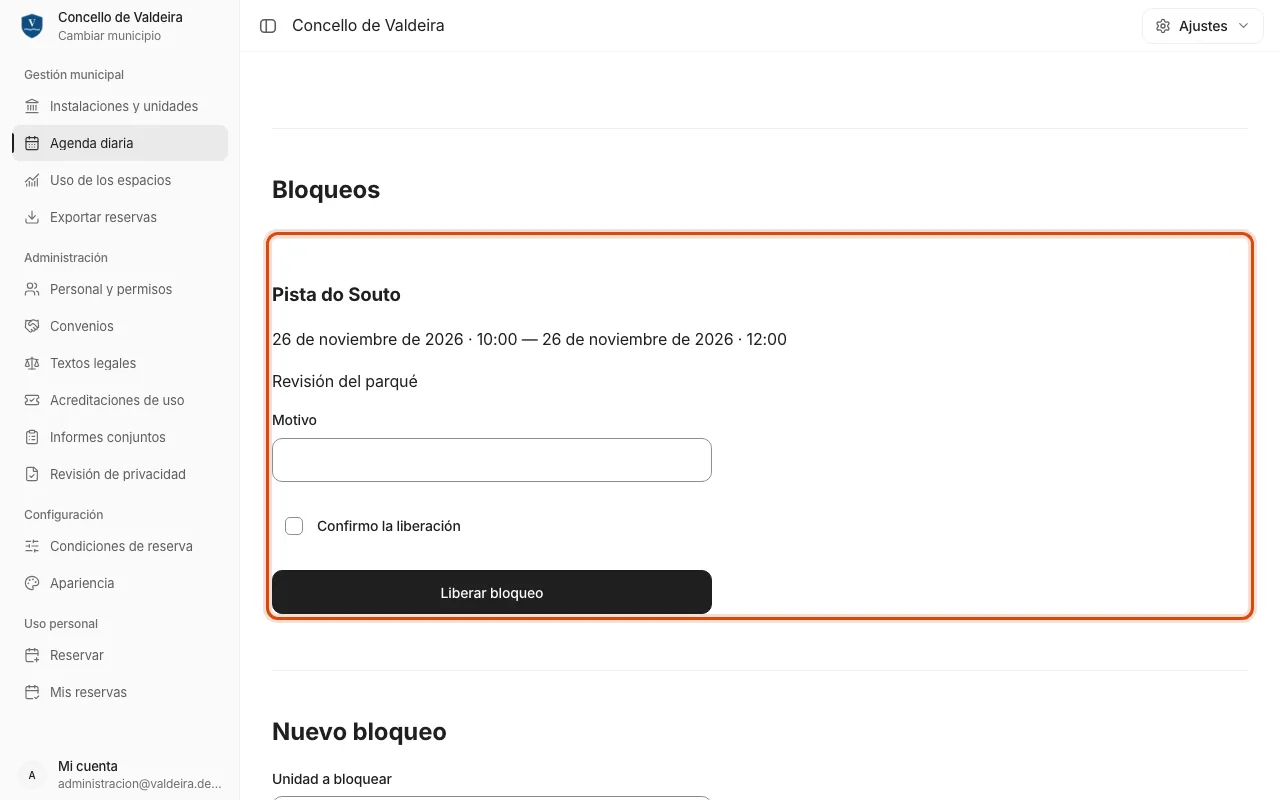 Concello de Valdeira
Cambiar municipio
Gestión municipal
Instalaciones y unidades
Agenda diaria
Uso de los espacios
Exportar reservas
Administración
Personal y permisos
Convenios
Textos legales
Acreditaciones de uso
Informes conjuntos
Revisión de privacidad
Configuración
Condiciones de reserva
Apariencia
Uso personal
Reservar
Mis reservas
A
Mi cuenta
administracion@valdeira.de...
Concello de Valdeira
Ajustes
Bloqueos
Pista do Souto
26 de noviembre de 2026 · 10:00 — 26 de noviembre de 2026 · 12:00
Revisión del parqué
Motivo
Confirmo la liberación
Liberar bloqueo
Nuevo bloqueo
Unidad a bloquear